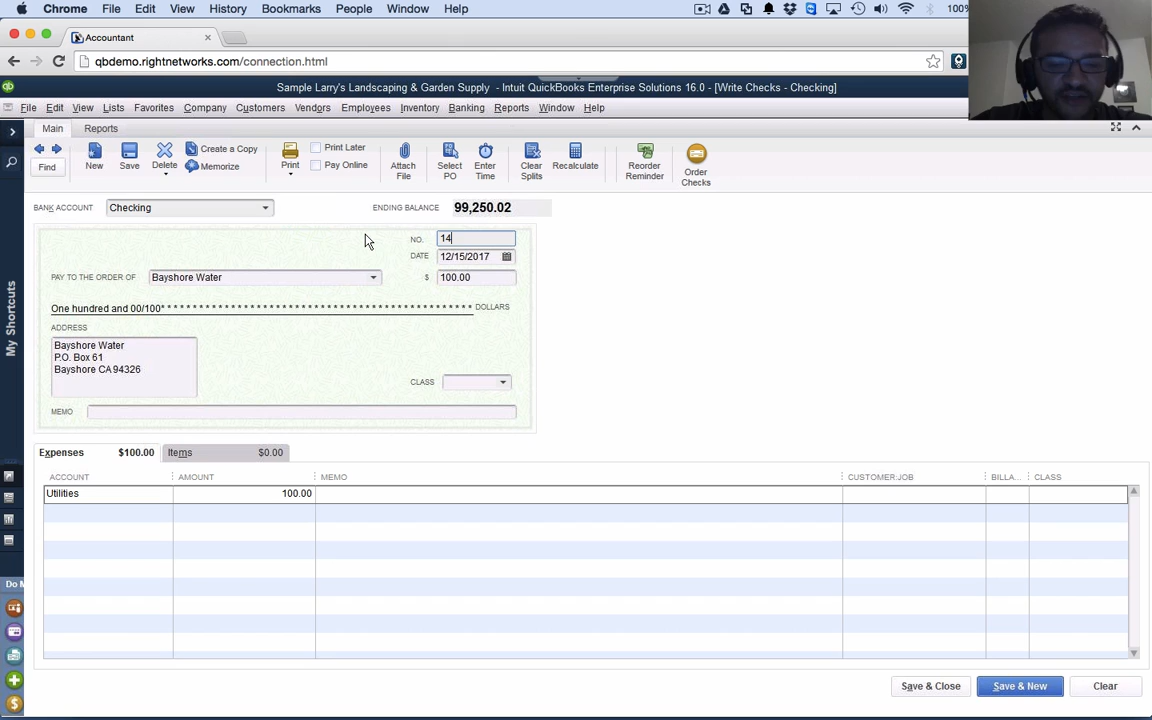 Chrome File Edit View History Bookmarks People Window Help 100%
Accountant
qbdemo.rightnetworks.com/connection.html
Sample Larry's Landscaping & Garden Supply - Intuit QuickBooks Enterprise Solutions 16.0 - [Write Checks - Checking]
File Edit View Lists Favorites Company Customers Vendors Employees Inventory Banking Reports Window Help
Main Reports
Find New Save Delete Create a Copy Memorize Print Print Later Pay Online Attach File Select PO Enter Time Clear Splits Recalculate Reorder Reminder Order Checks
BANK ACCOUNT Checking ENDING BALANCE 99,250.02
NO. 14
DATE 12/15/2017
PAY TO THE ORDER OF Bayshore Water $ 100.00
One hundred and 00/100* * * * * * * * * * * * * * * * * * * * * * * * * * * * * * * * * * * * * * * * * * * * * * * * * * DOLLARS
ADDRESS
Bayshore Water
P.O. Box 61
Bayshore CA 94326
CLASS
MEMO
My Shortcuts
Expenses $100.00 Items $0.00
ACCOUNT AMOUNT MEMO CUSTOMER:JOB BILLA... CLASS
Utilities 100.00
Do M
Save & Close Save & New Clear